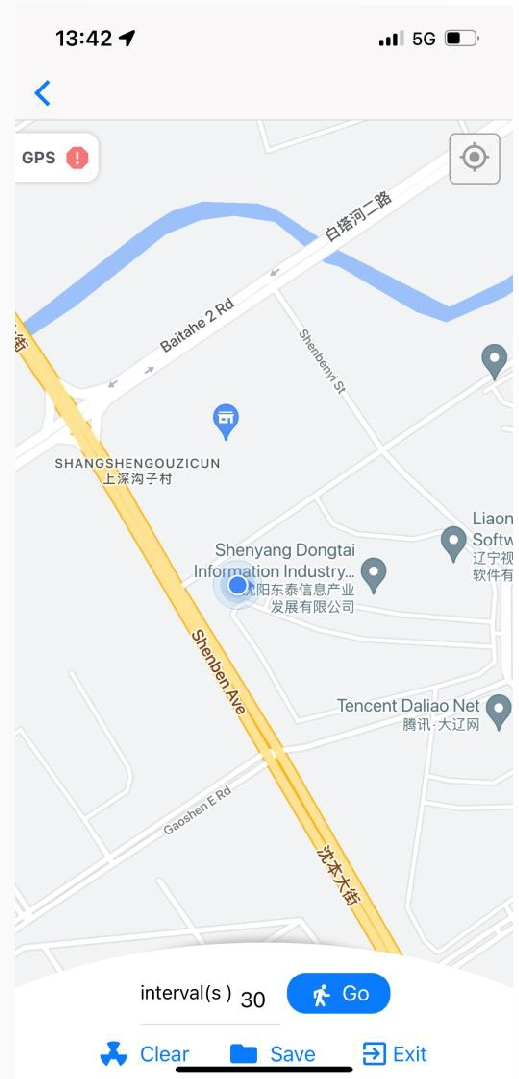 13:42
5G
GPS
白塔河二路
Baitahe 2 Rd
街
Shenbenyi St
SHANGSHENGOUZICUN
上深沟子村
Liaon
Softw
辽宁视
软件有
Shenyang Dongtai
Information Industry...
沈阳东泰信息产业
发展有限公司
Shenben Ave
Tencent Daliao Net
腾讯·大辽网
Gaoshen E Rd
沈本大街
interval(s) 30
Go
Clear
Save
Exit